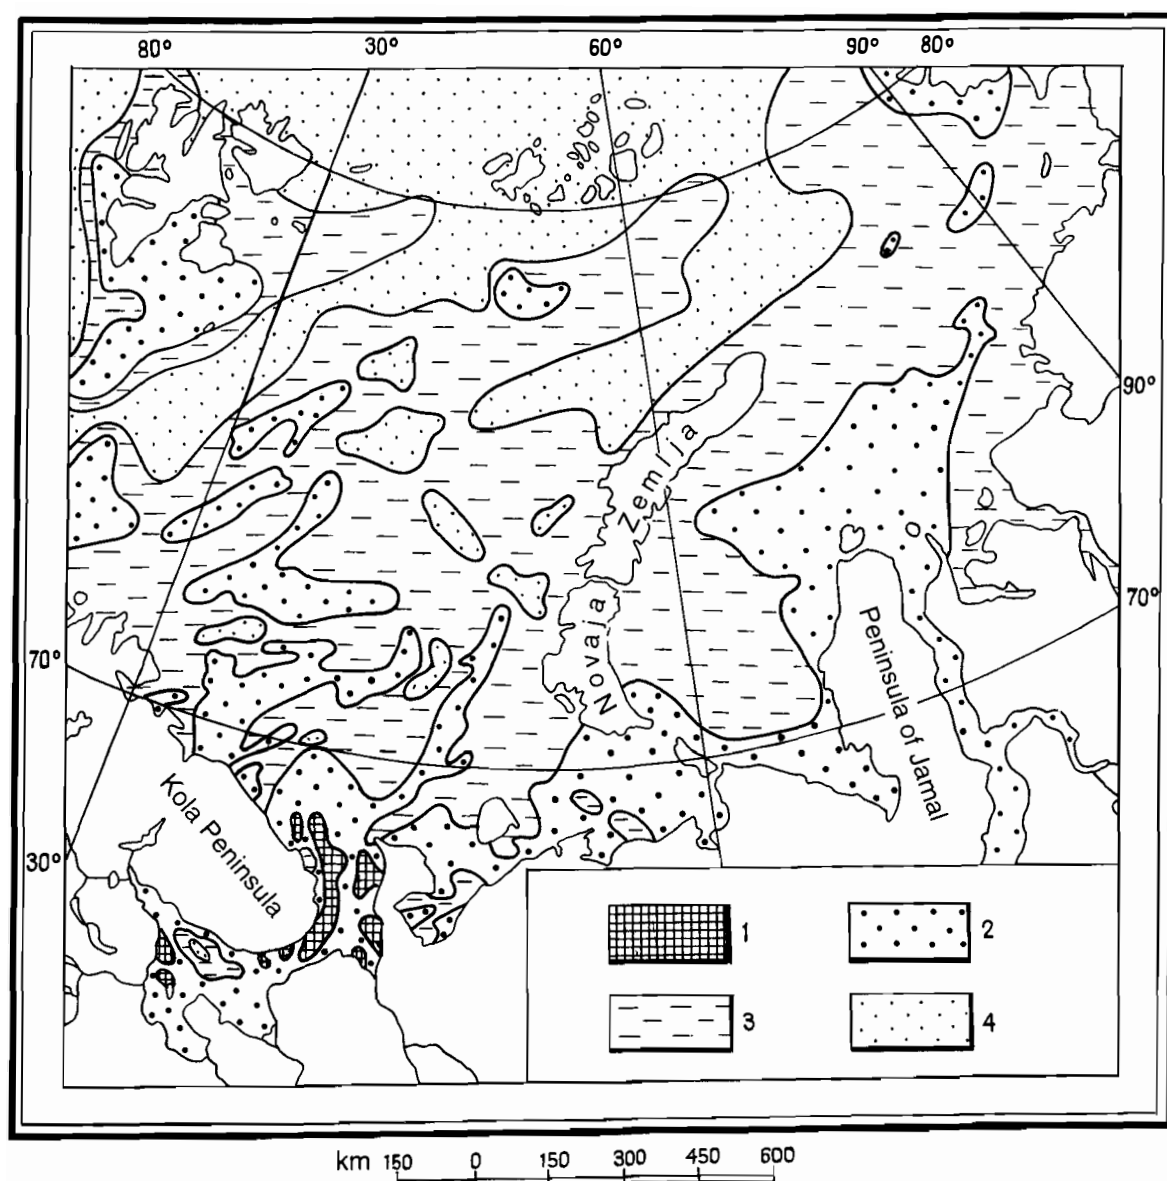 80° 30° 60° 90° 80°
90°
Zemlja
Novaja
70°
70°
Peninsula of Jamal
Kola Peninsula
30°
1 2
3 4
km 150 0 150 300 450 600